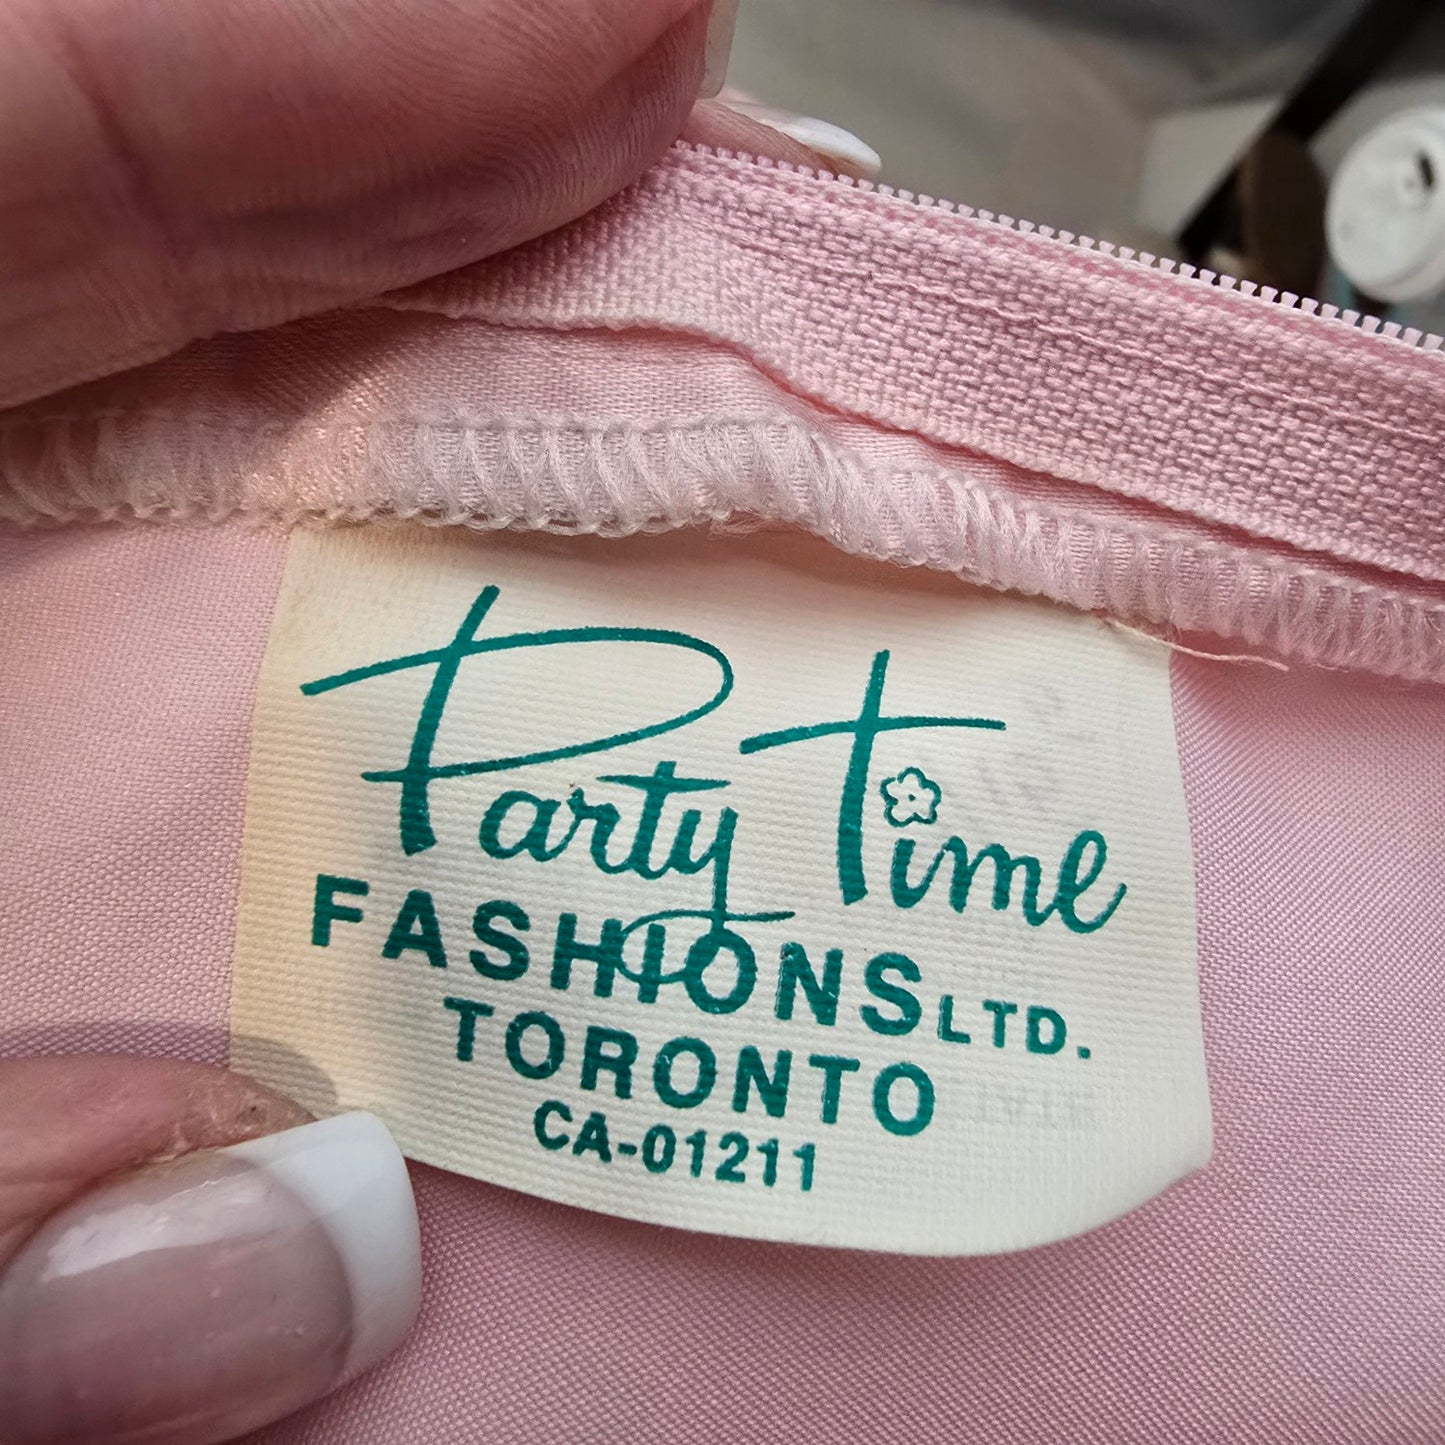 Party Time
FASHIONS LTD.
TORONTO
CA-01211